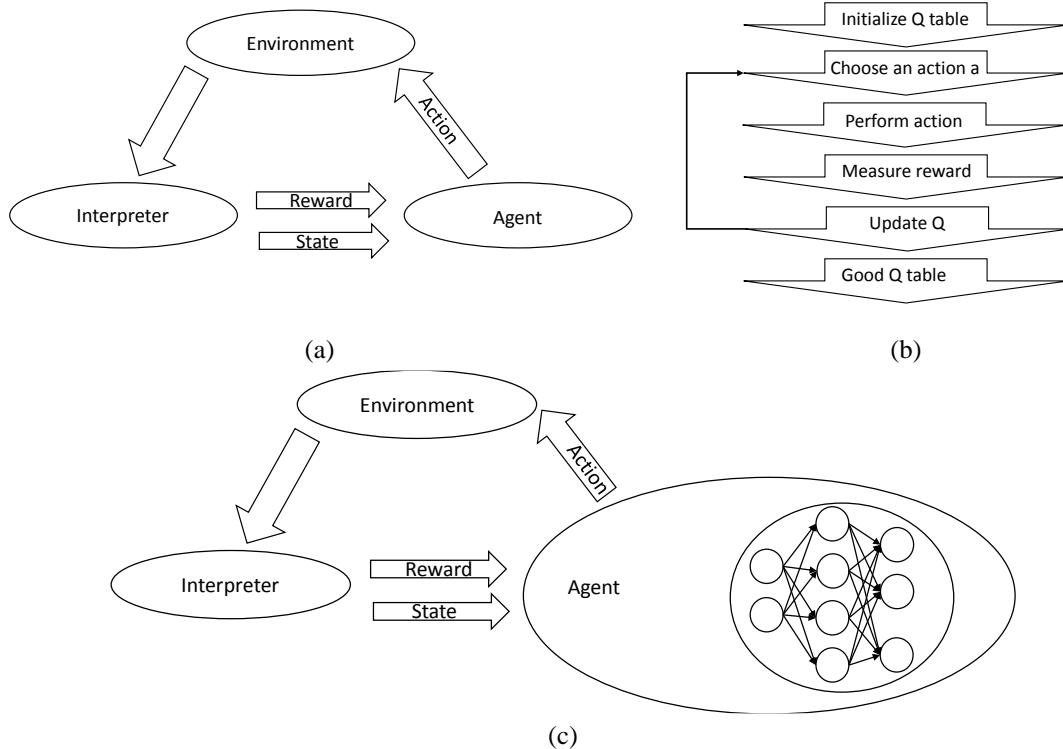 Environment
Action
Interpreter
Reward
State
Agent
(a)
Initialize Q table
Choose an action a
Perform action
Measure reward
Update Q
Good Q table
(b)
Environment
Action
Interpreter
Reward
State
Agent
(c)